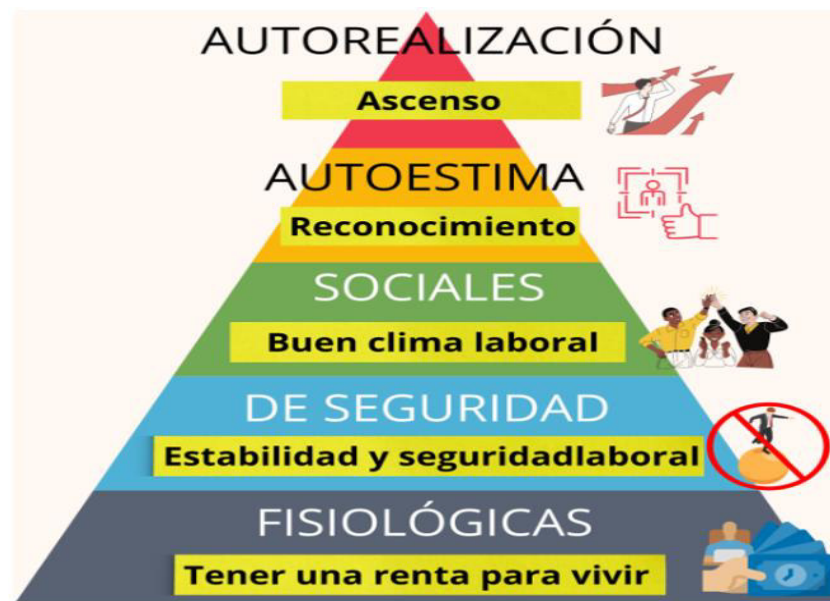 AUTOREALIZACIÓN
Ascenso
AUTOESTIMA
Reconocimiento
SOCIALES
Buen clima laboral
DE SEGURIDAD
Estabilidad y seguridadlaboral
FISIOLÓGICAS
Tener una renta para vivir